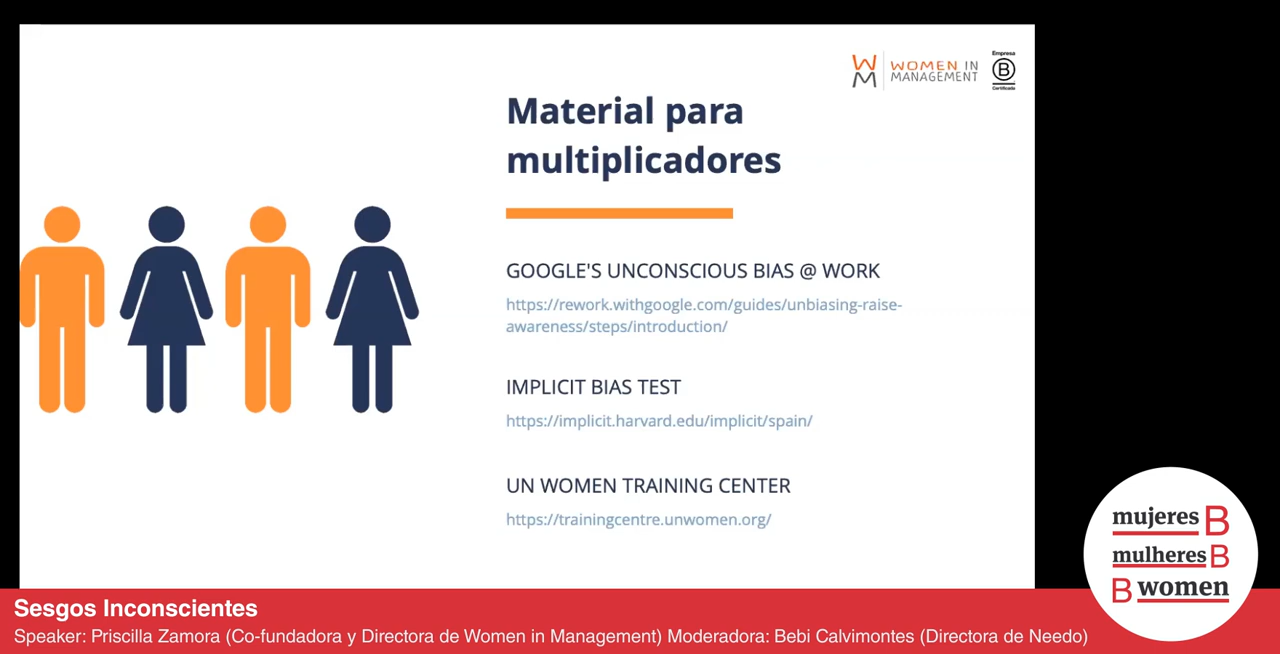 WM
WOMEN IN
MANAGEMENT
Empresa
B
Certificada
Material para
multiplicadores
GOOGLE'S UNCONSCIOUS BIAS @ WORK
https://rework.withgoogle.com/guides/unbiasing-raise-
awareness/steps/introduction/
IMPLICIT BIAS TEST
https://implicit.harvard.edu/implicit/spain/
UN WOMEN TRAINING CENTER
https://trainingcentre.unwomen.org/
mujeres B
mulheres B
B women
Sesgos Inconscientes
Speaker: Priscilla Zamora (Co-fundadora y Directora de Women in Management) Moderadora: Bebi Calvimontes (Directora de Needo)